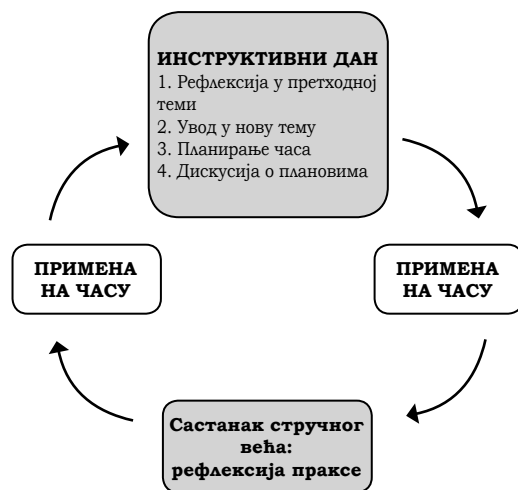 ИНСТРУКТИВНИ ДАН
1. Рефлексија у претходној
теми
2. Увод у нову тему
3. Планирање часа
4. Дискусија о плановима
ПРИМЕНА
НА ЧАСУ
ПРИМЕНА
НА ЧАСУ
Састанак стручног
већа:
рефлексија праксе